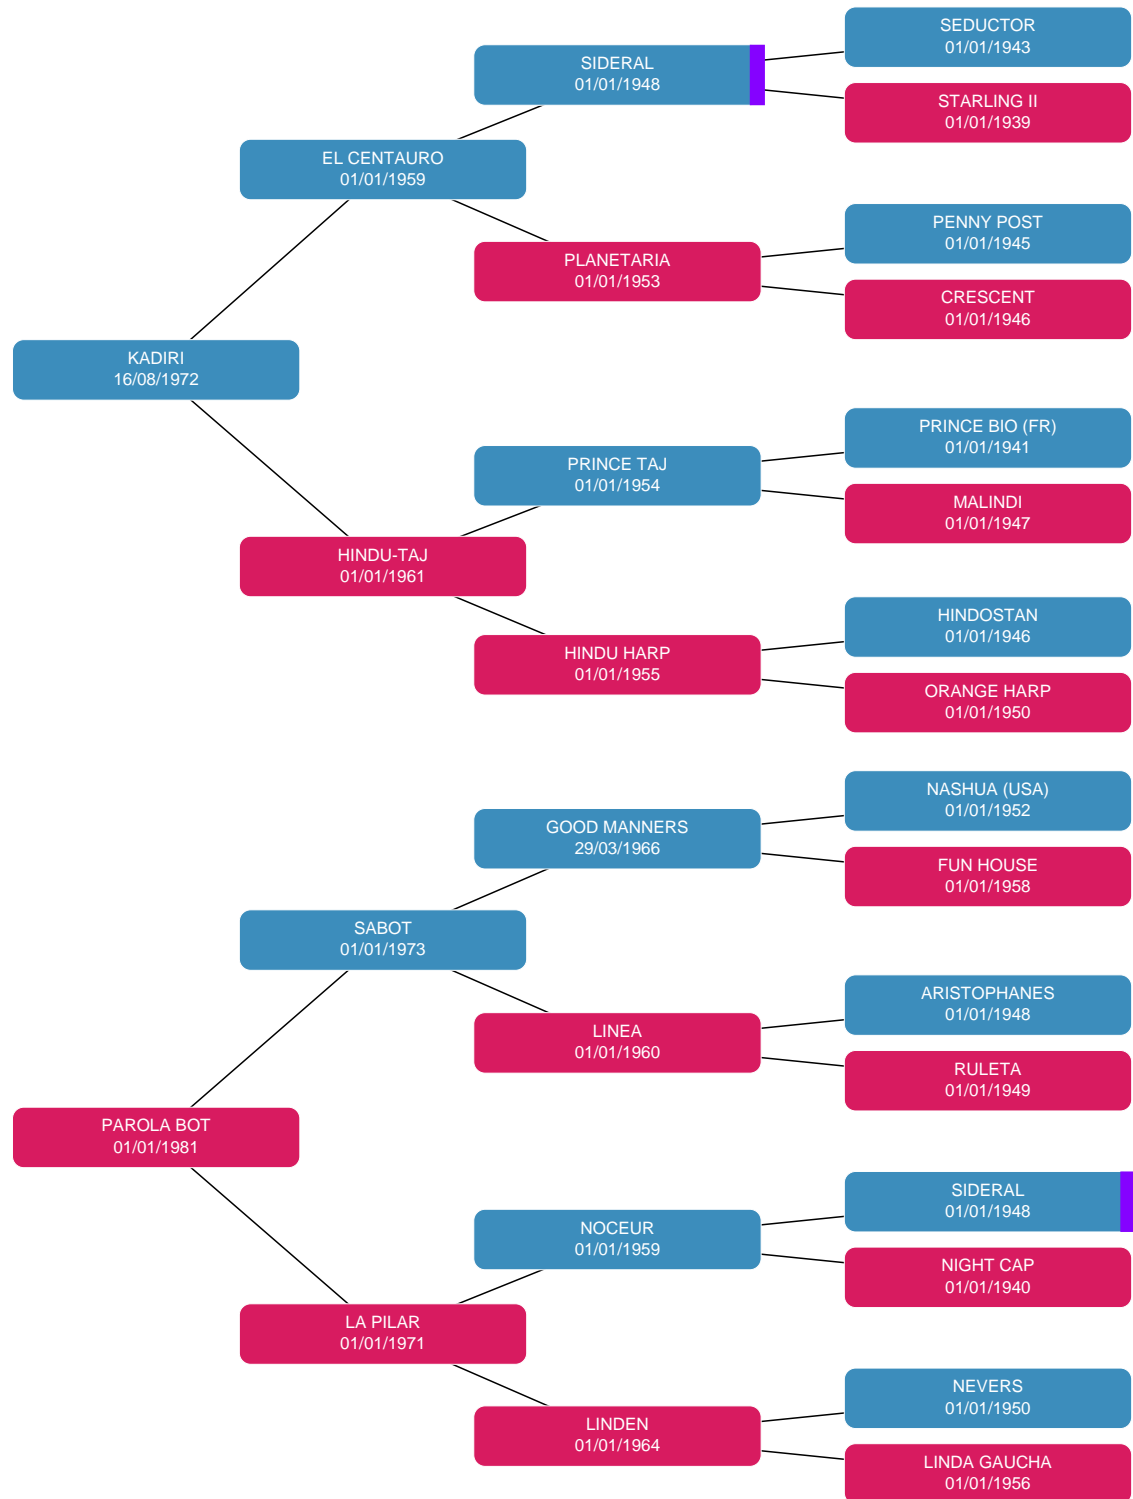 SEDUCTOR
01/01/1943
SIDERAL
01/01/1948
STARLING II
01/01/1939
EL CENTAURO
01/01/1959
PENNY POST
01/01/1945
PLANETARIA
01/01/1953
CRESCENT
01/01/1946
KADIRI
16/08/1972
PRINCE BIO (FR)
01/01/1941
PRINCE TAJ
01/01/1954
MALINDI
01/01/1947
HINDU-TAJ
01/01/1961
HINDOSTAN
01/01/1946
HINDU HARP
01/01/1955
ORANGE HARP
01/01/1950
NASHUA (USA)
01/01/1952
GOOD MANNERS
29/03/1966
FUN HOUSE
01/01/1958
SABOT
01/01/1973
ARISTOPHANES
01/01/1948
LINEA
01/01/1960
RULETA
01/01/1949
PAROLA BOT
01/01/1981
SIDERAL
01/01/1948
NOCEUR
01/01/1959
NIGHT CAP
01/01/1940
LA PILAR
01/01/1971
NEVERS
01/01/1950
LINDEN
01/01/1964
LINDA GAUCHA
01/01/1956